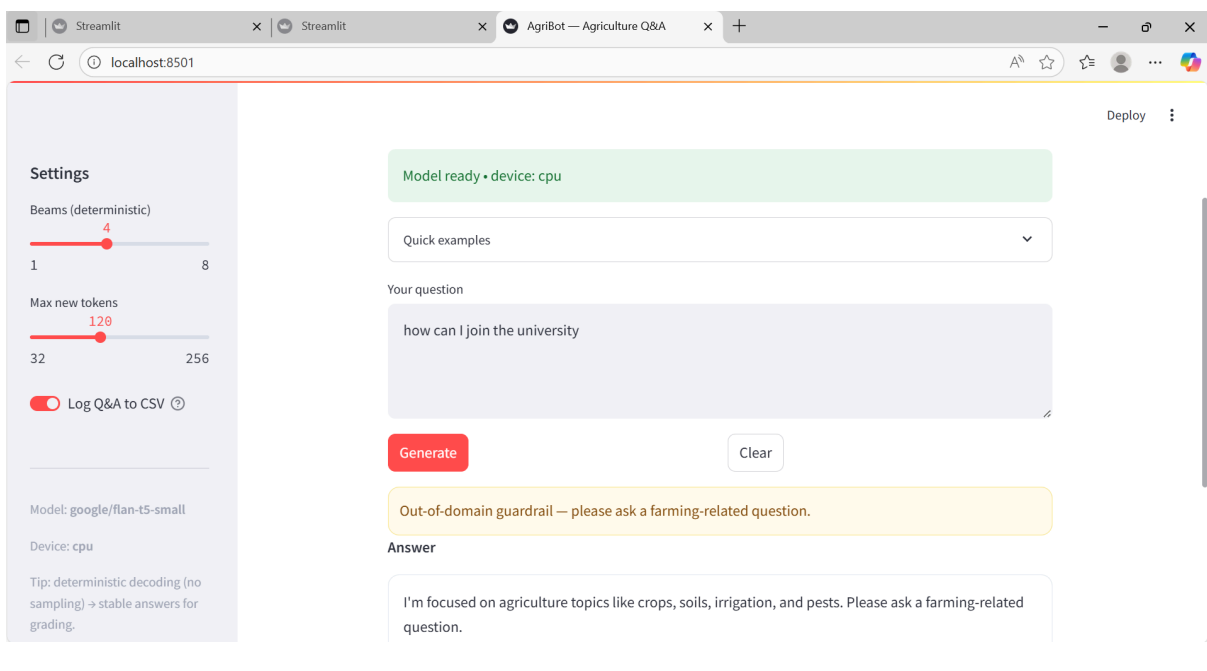 Streamlit
Streamlit
AgriBot — Agriculture Q&A
localhost:8501
Deploy
Settings
Beams (deterministic)
4
1 8
Max new tokens
120
32 256
Log Q&A to CSV
Model: google/flan-t5-small
Device: cpu
Tip: deterministic decoding (no
sampling) → stable answers for
grading.
Model ready • device: cpu
Quick examples
Your question
how can I join the university
Generate Clear
Out-of-domain guardrail — please ask a farming-related question.
Answer
I'm focused on agriculture topics like crops, soils, irrigation, and pests. Please ask a farming-related
question.